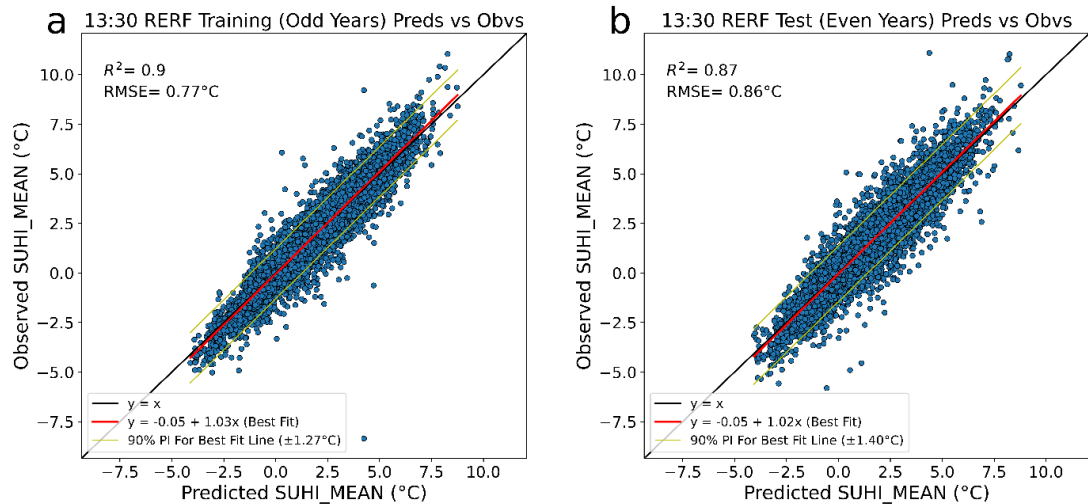 a 13:30 RERF Training (Odd Years) Preds vs Obvs
R²= 0.9
RMSE= 0.77°C
10.0
7.5
5.0
2.5
0.0
−2.5
−5.0
−7.5
Observed SUHI_MEAN (°C)
y = x
y = -0.05 + 1.03x (Best Fit)
90% PI For Best Fit Line (±1.27°C)
−7.5 −5.0 −2.5 0.0 2.5 5.0 7.5 10.0
Predicted SUHI_MEAN (°C)
b 13:30 RERF Test (Even Years) Preds vs Obvs
R²= 0.87
RMSE= 0.86°C
10.0
7.5
5.0
2.5
0.0
−2.5
−5.0
−7.5
Observed SUHI_MEAN (°C)
y = x
y = -0.05 + 1.02x (Best Fit)
90% PI For Best Fit Line (±1.40°C)
−7.5 −5.0 −2.5 0.0 2.5 5.0 7.5 10.0
Predicted SUHI_MEAN (°C)